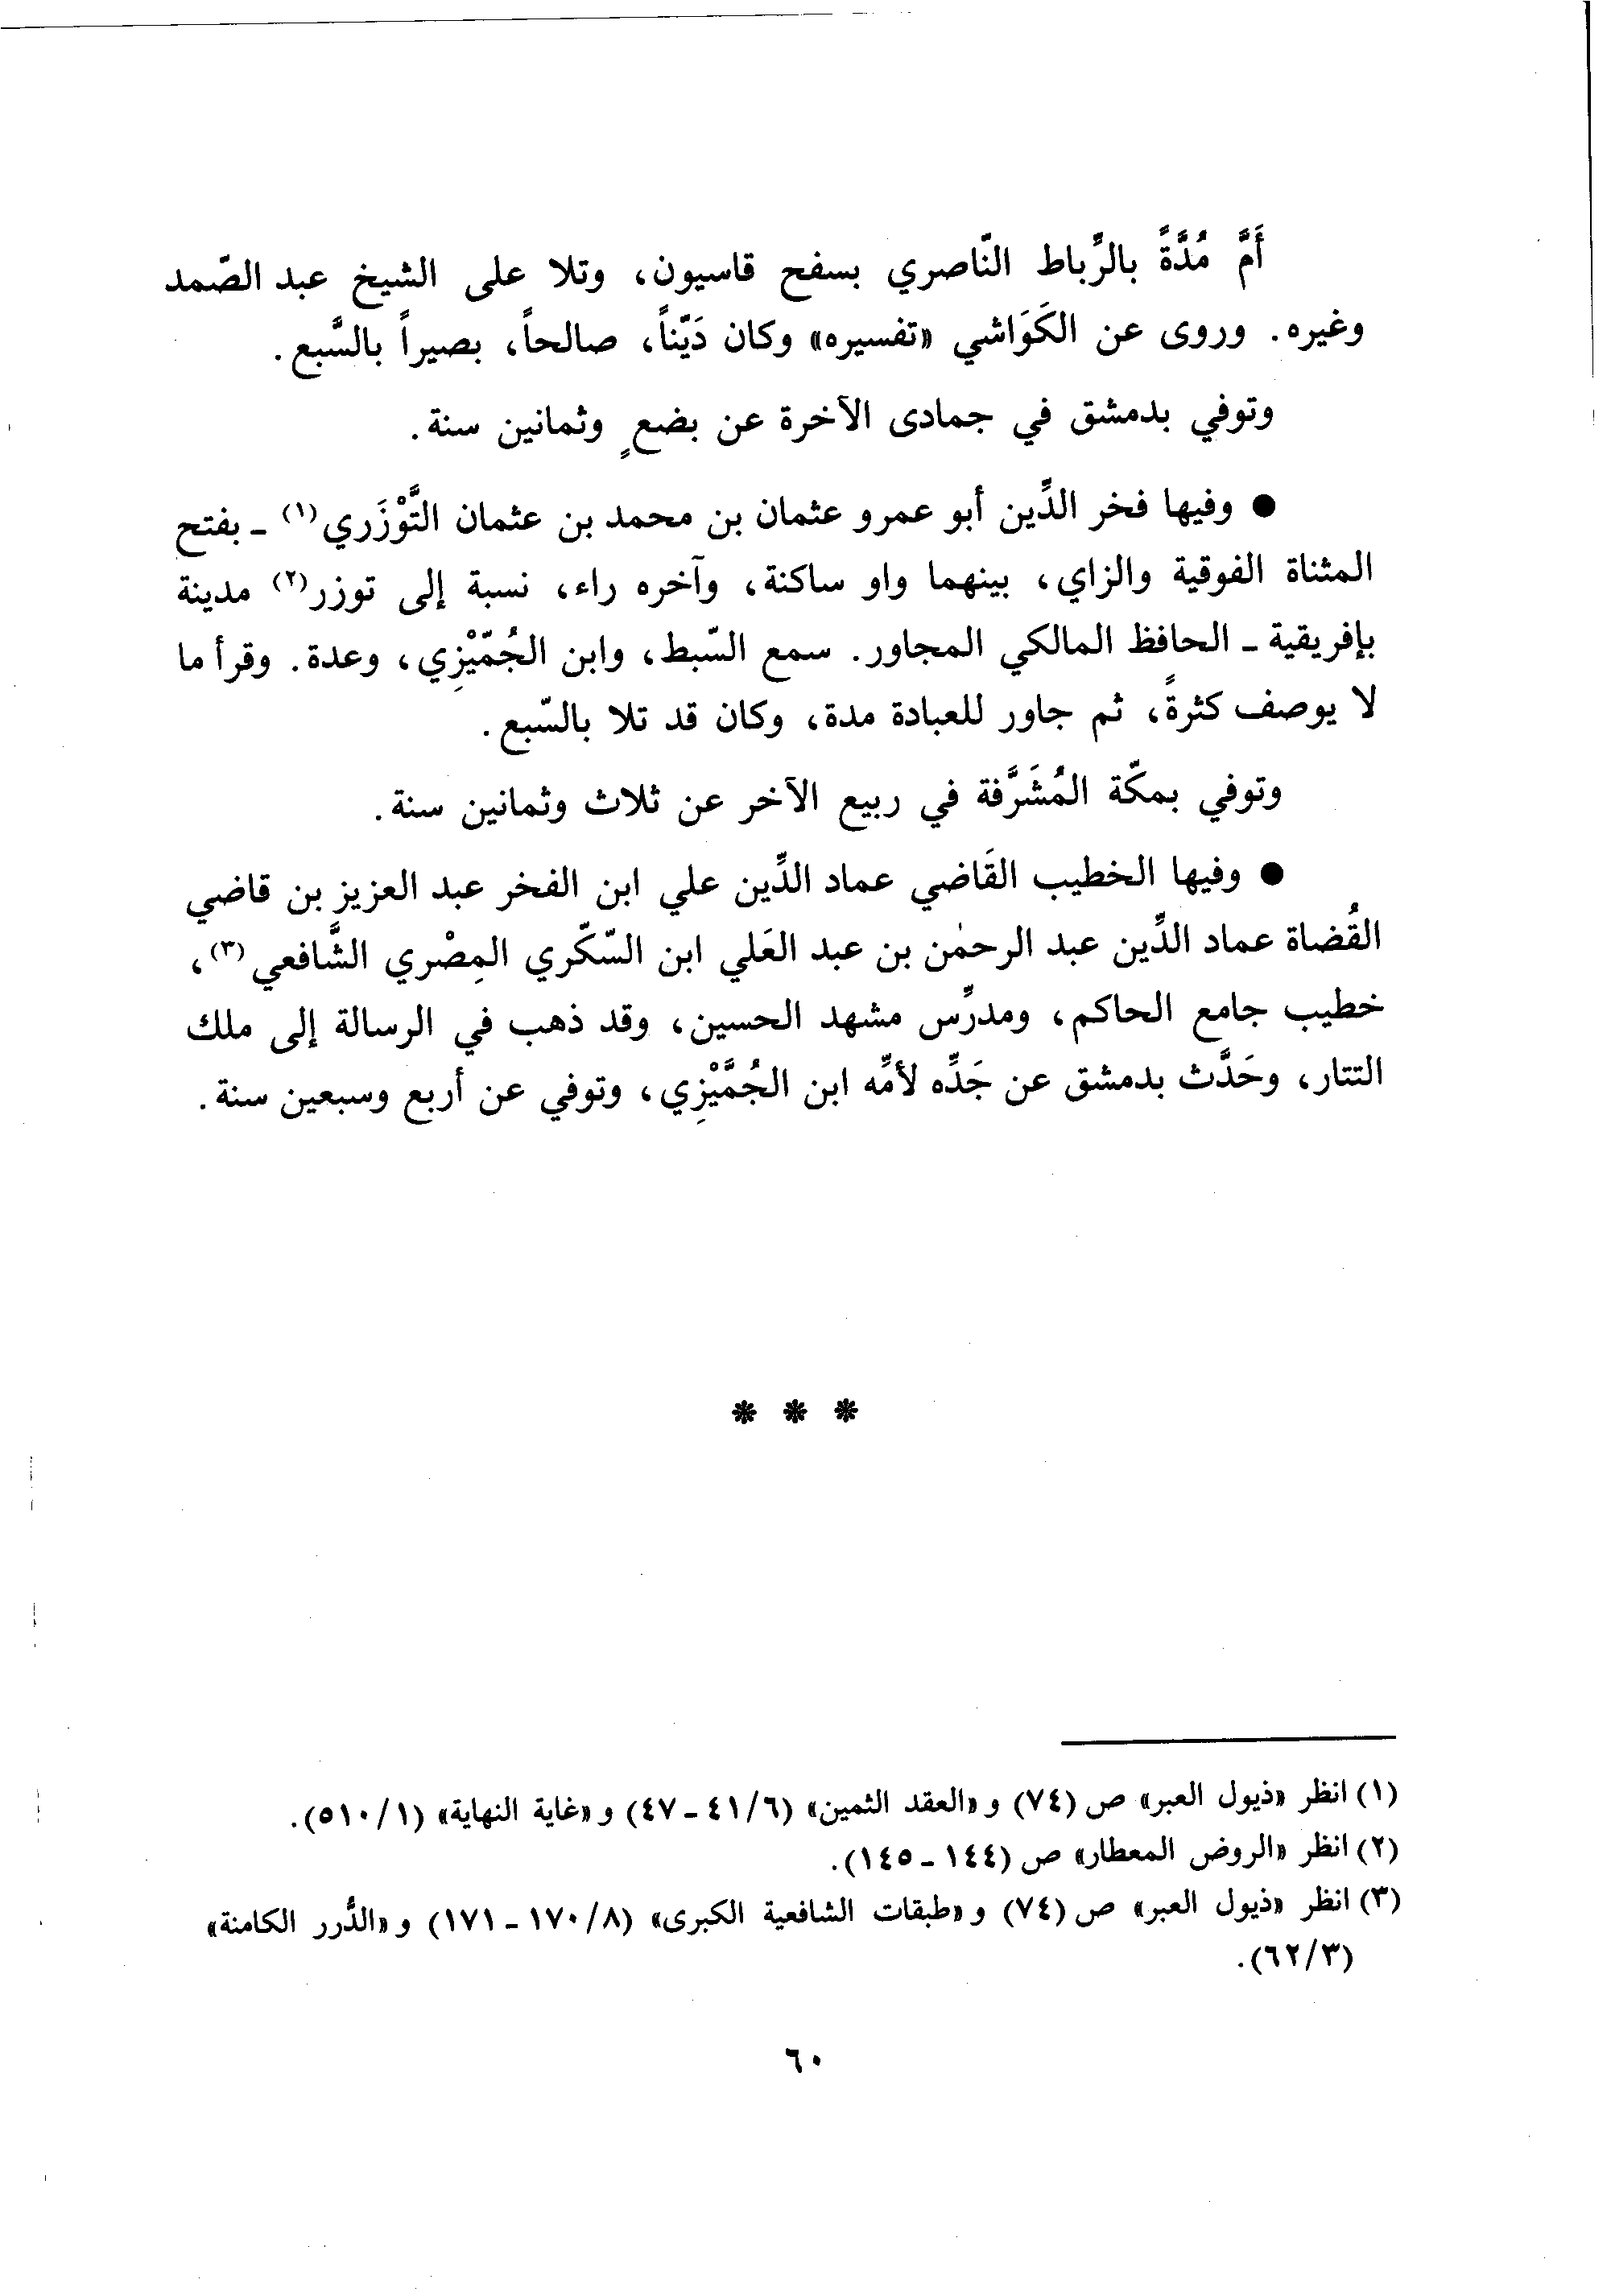 أَمَّ مُدَّةً بالرِّباط النّاصري بسفح قاسيون، وتلا على الشيخ عبد الصّمد
وغيره. وروى عن الكَوَاشي «تفسيره» وكان دَيّناً، صالحاً، بصيراً بالسَّبع.
وتوفي بدمشق في جمادى الآخرة عن بضعٍ وثمانين سنة.
● وفيها فخر الدِّين أبو عمرو عثمان بن محمد بن عثمان التَّوْزَري(١) ـ بفتح
المثناة الفوقية والزاي، بينهما واو ساكنة، وآخره راء، نسبة إلى توزر(٢) مدينة
بإفريقية ـ الحافظ المالكي المجاور. سمع السّبط، وابن الجُمّيْزِي، وعدة. وقرأ ما
لا يوصف كثرةً، ثم جاور للعبادة مدة، وكان قد تلا بالسّبع.
وتوفي بمكّة المُشَرَّفة في ربيع الآخر عن ثلاث وثمانين سنة.
● وفيها الخطيب القَاضي عماد الدِّين علي ابن الفخر عبد العزيز بن قاضي
القُضاة عماد الدِّين عبد الرحمٰن بن عبد العَلي ابن السّكّري المِصْري الشَّافعي(٣)،
خطيب جامع الحاكم، ومدرِّس مشهد الحسين، وقد ذهب في الرسالة إلى ملك
التتار، وحَدَّث بدمشق عن جَدِّه لأمِّه ابن الجُمَّيْزِي، وتوفي عن أربع وسبعين سنة.
* * *
(١) انظر «ذيول العبر» ص (٧٤) و «العقد الثمين» (٤١/٦ ـ ٤٧) و «غاية النهاية» (٥١٠/١).
(٢) انظر «الروض المعطار» ص (١٤٤ ـ ١٤٥).
(٣) انظر «ذيول العبر» ص (٧٤) و «طبقات الشافعية الكبرى» (١٧٠/٨ ـ ١٧١) و «الدُّرر الكامنة»
(٦٢/٣).
٦٠